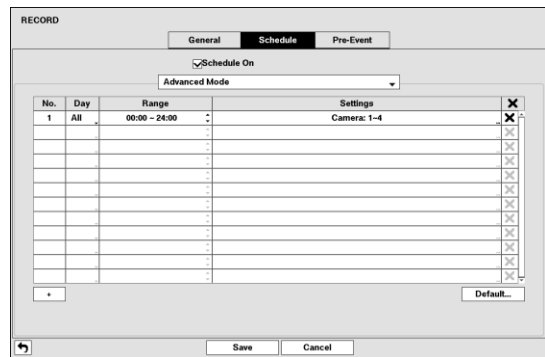 RECORD
General Schedule Pre-Event
Schedule On
Advanced Mode
No. Day Range Settings X
1 All 00:00 ~ 24:00 Camera: 1~4
+ Default...
Save Cancel